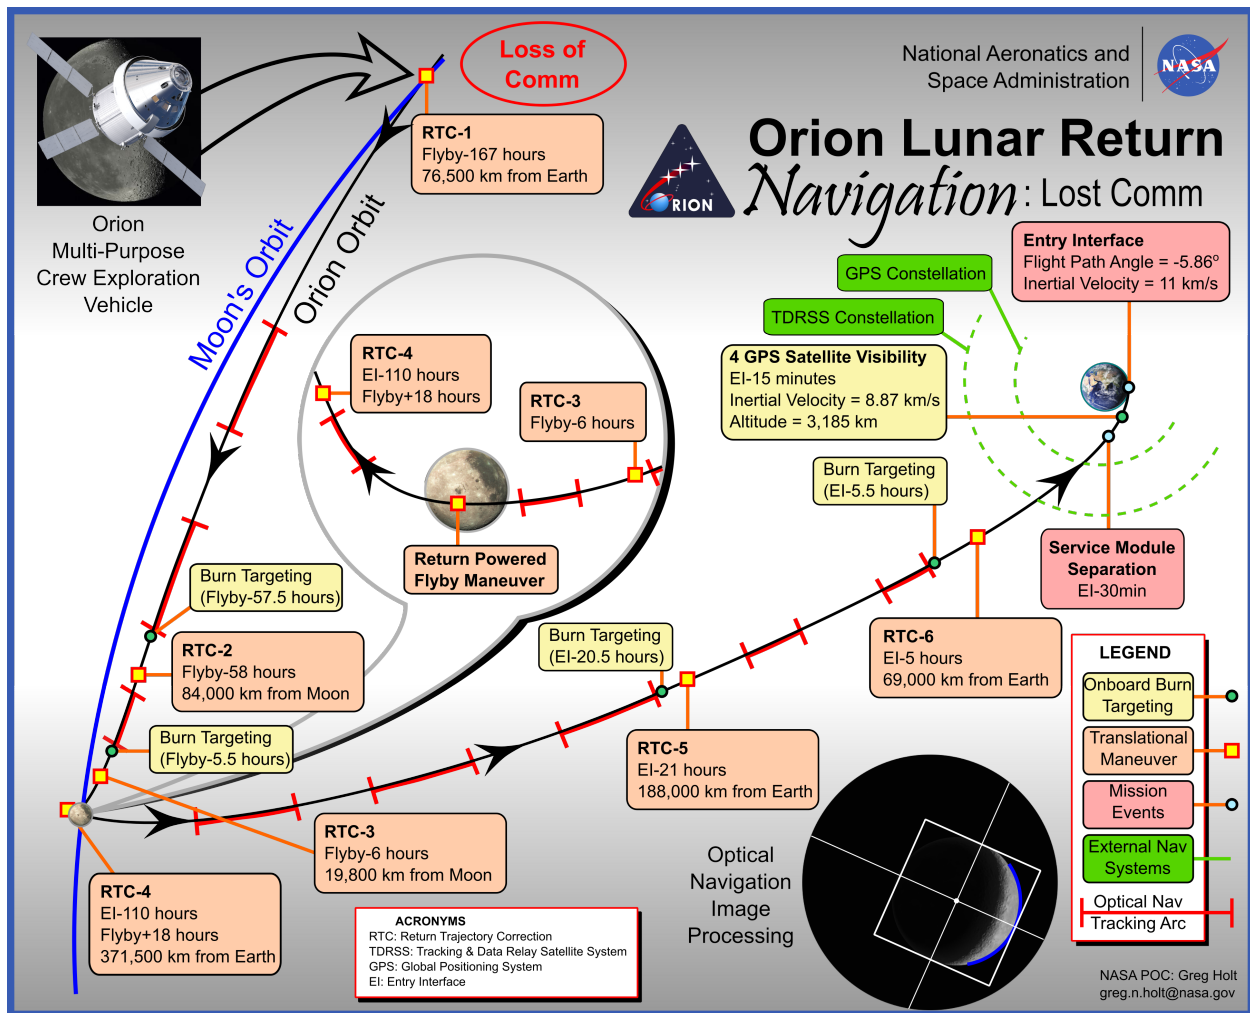 Loss of
Comm
National Aeronatics and
Space Administration
NASA
Orion Lunar Return
Navigation: Lost Comm
ORION
RTC-1
Flyby-167 hours
76,500 km from Earth
Orion
Multi-Purpose
Crew Exploration
Vehicle
Moon's Orbit
Orion Orbit
Entry Interface
Flight Path Angle = -5.86º
Inertial Velocity = 11 km/s
GPS Constellation
TDRSS Constellation
4 GPS Satellite Visibility
EI-15 minutes
Inertial Velocity = 8.87 km/s
Altitude = 3,185 km
RTC-4
EI-110 hours
Flyby+18 hours
RTC-3
Flyby-6 hours
Return Powered
Flyby Maneuver
Burn Targeting
(EI-5.5 hours)
Service Module
Separation
EI-30min
Burn Targeting
(Flyby-57.5 hours)
RTC-2
Flyby-58 hours
84,000 km from Moon
Burn Targeting
(EI-20.5 hours)
RTC-6
EI-5 hours
69,000 km from Earth
Burn Targeting
(Flyby-5.5 hours)
RTC-5
EI-21 hours
188,000 km from Earth
RTC-3
Flyby-6 hours
19,800 km from Moon
RTC-4
EI-110 hours
Flyby+18 hours
371,500 km from Earth
Optical
Navigation
Image
Processing
LEGEND
Onboard Burn
Targeting
Translational
Maneuver
Mission
Events
External Nav
Systems
Optical Nav
Tracking Arc
ACRONYMS
RTC: Return Trajectory Correction
TDRSS: Tracking & Data Relay Satellite System
GPS: Global Positioning System
EI: Entry Interface
NASA POC: Greg Holt
greg.n.holt@nasa.gov